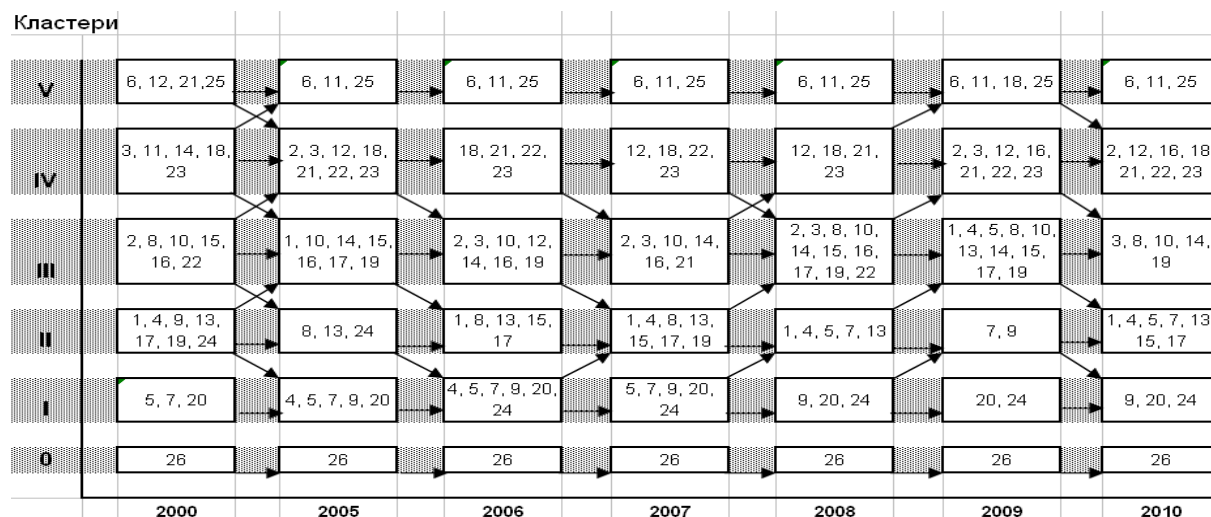 Кластери
V
6, 12, 21,25
6, 11, 25
6, 11, 25
6, 11, 25
6, 11, 25
6, 11, 18, 25
6, 11, 25
IV
3, 11, 14, 18,
23
2, 3, 12, 18,
21, 22, 23
18, 21, 22,
23
12, 18, 22,
23
12, 18, 21,
23
2, 3, 12, 16,
21, 22, 23
2, 12, 16, 18
21, 22, 23
III
2, 8, 10, 15,
16, 22
1, 10, 14, 15,
16, 17, 19
2, 3, 10, 12,
14, 16, 19
2, 3, 10, 14,
16, 21
2, 3, 8, 10,
14, 15, 16,
17, 19, 22
1, 4, 5, 8, 10,
13, 14, 15,
17, 19
3, 8, 10, 14,
19
II
1, 4, 9, 13,
17, 19, 24
8, 13, 24
1, 8, 13, 15,
17
1, 4, 8, 13,
15, 17, 19
1, 4, 5, 7, 13
7, 9
1, 4, 5, 7, 13
15, 17
I
5, 7, 20
4, 5, 7, 9, 20
4, 5, 7, 9, 20,
24
5, 7, 9, 20,
24
9, 20, 24
20, 24
9, 20, 24
0
26
26
26
26
26
26
26
2000
2005
2006
2007
2008
2009
2010